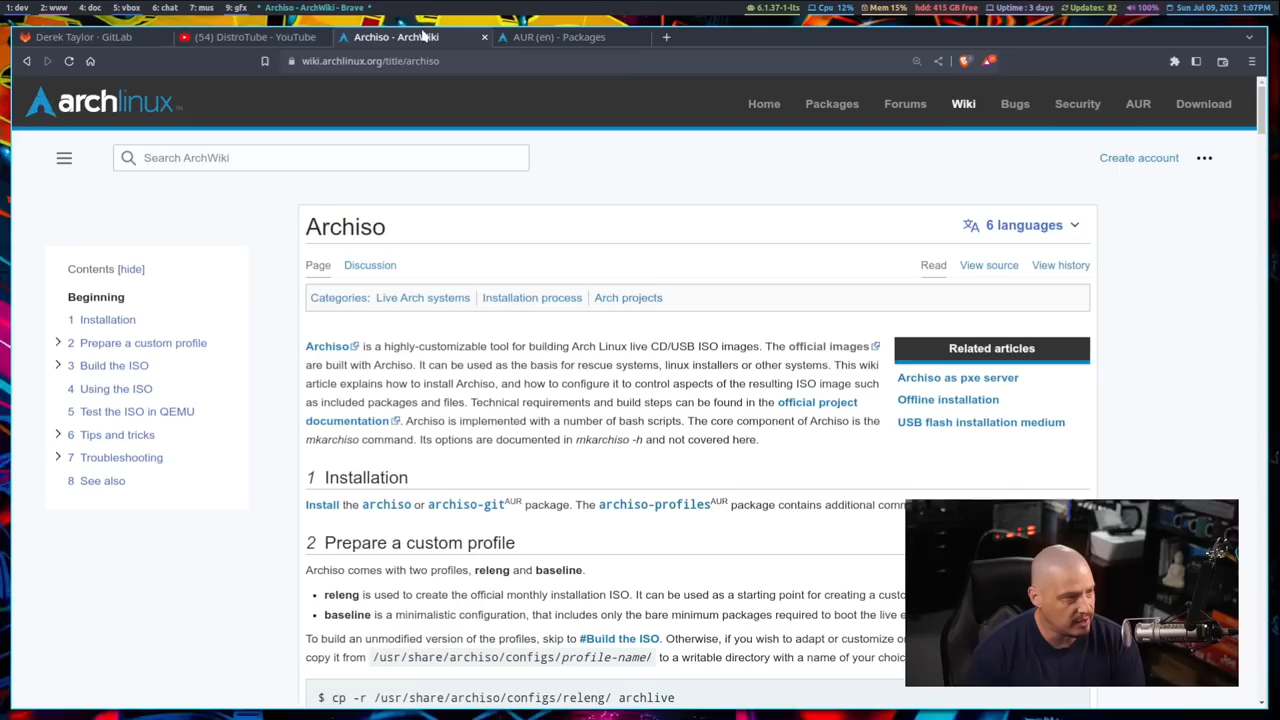 1: dev 2: www 4: doc 5: vbox 6: chat 7: mus 9: gfx * Archiso - ArchWiki - Brave *
6.1.37-1-lts Cpu 12% Mem 15% hdd: 415 GB free Uptime : 3 days Updates: 82 100% Sun Jul 09, 2023 1:07PM
Derek Taylor · GitLab
(54) DistroTube - YouTube
Archiso - ArchWiki
AUR (en) - Packages
wiki.archlinux.org/title/archiso
archlinux
Home Packages Forums Wiki Bugs Security AUR Download
Search ArchWiki
Create account
Contents [hide]
Beginning
1 Installation
2 Prepare a custom profile
3 Build the ISO
4 Using the ISO
5 Test the ISO in QEMU
6 Tips and tricks
7 Troubleshooting
8 See also
Archiso
6 languages
Page Discussion
Read View source View history
Categories: Live Arch systems Installation process Arch projects
Archiso is a highly-customizable tool for building Arch Linux live CD/USB ISO images. The official images
are built with Archiso. It can be used as the basis for rescue systems, linux installers or other systems. This wiki
article explains how to install Archiso, and how to configure it to control aspects of the resulting ISO image such
as included packages and files. Technical requirements and build steps can be found in the official project
documentation. Archiso is implemented with a number of bash scripts. The core component of Archiso is the
mkarchiso command. Its options are documented in mkarchiso -h and not covered here.
Related articles
Archiso as pxe server
Offline installation
USB flash installation medium
1 Installation
Install the archiso or archiso-gitAUR package. The archiso-profilesAUR package contains additional comm
2 Prepare a custom profile
Archiso comes with two profiles, releng and baseline.
• releng is used to create the official monthly installation ISO. It can be used as a starting point for creating a custo
• baseline is a minimalistic configuration, that includes only the bare minimum packages required to boot the live e
To build an unmodified version of the profiles, skip to #Build the ISO. Otherwise, if you wish to adapt or customize o
copy it from /usr/share/archiso/configs/profile-name/ to a writable directory with a name of your choic
$ cp -r /usr/share/archiso/configs/releng/ archlive